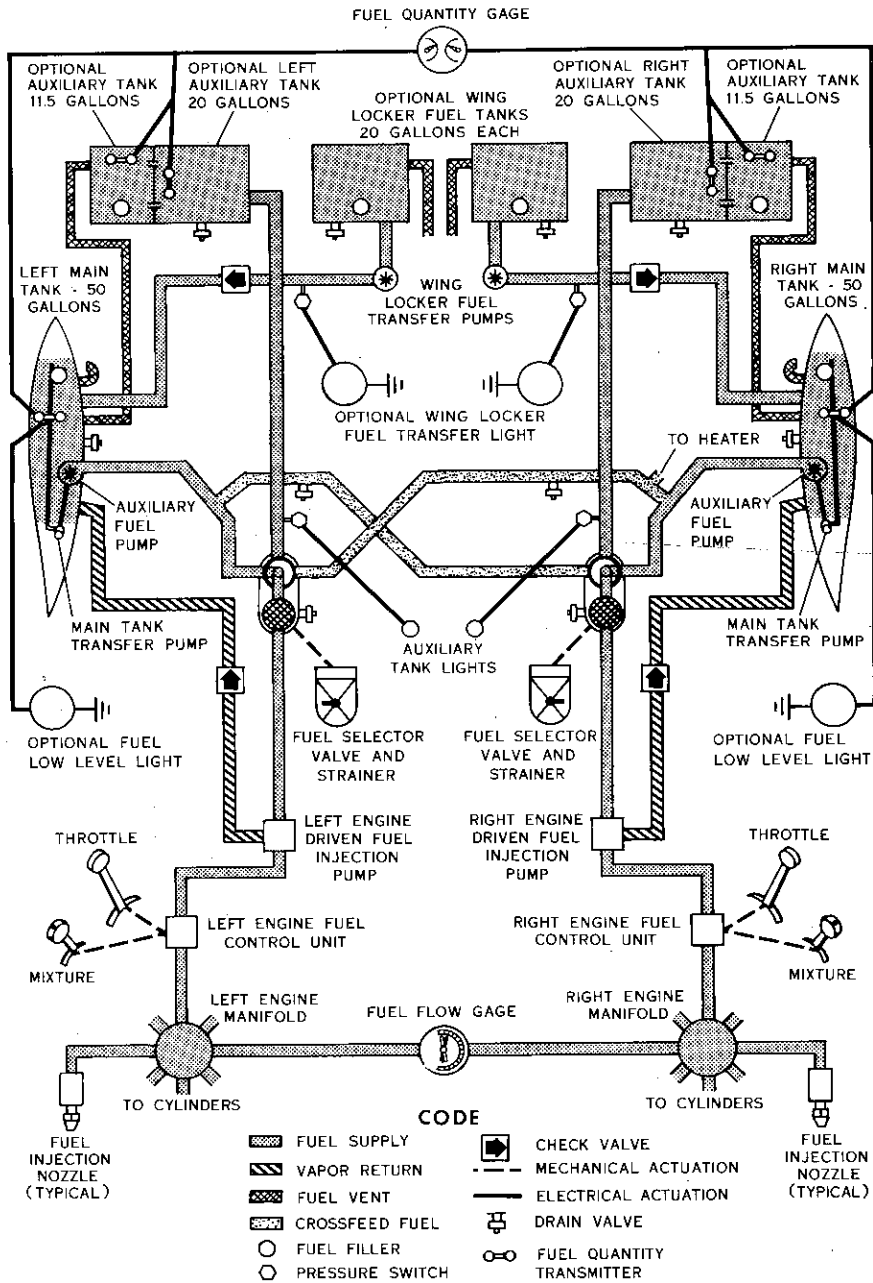 FUEL QUANTITY GAGE
OPTIONAL
AUXILIARY TANK
11.5 GALLONS
OPTIONAL LEFT
AUXILIARY TANK
20 GALLONS
OPTIONAL WING
LOCKER FUEL TANKS
20 GALLONS EACH
OPTIONAL RIGHT
AUXILIARY TANK
20 GALLONS
OPTIONAL
AUXILIARY TANK
11.5 GALLONS
LEFT MAIN
TANK - 50
GALLONS
WING
LOCKER FUEL
TRANSFER PUMPS
RIGHT MAIN
TANK - 50
GALLONS
OPTIONAL WING LOCKER
FUEL TRANSFER LIGHT
TO HEATER
AUXILIARY
FUEL
PUMP
AUXILIARY
FUEL
PUMP
MAIN TANK
TRANSFER PUMP
AUXILIARY
TANK LIGHTS
MAIN TANK
TRANSFER PUMP
OPTIONAL FUEL
LOW LEVEL LIGHT
FUEL SELECTOR
VALVE AND
STRAINER
FUEL SELECTOR
VALVE AND
STRAINER
OPTIONAL FUEL
LOW LEVEL LIGHT
LEFT ENGINE
DRIVEN FUEL
INJECTION
PUMP
RIGHT ENGINE
DRIVEN FUEL
INJECTION
PUMP
THROTTLE
THROTTLE
MIXTURE
LEFT ENGINE FUEL
CONTROL UNIT
RIGHT ENGINE FUEL
CONTROL UNIT
MIXTURE
LEFT ENGINE
MANIFOLD
FUEL FLOW GAGE
RIGHT ENGINE
MANIFOLD
TO CYLINDERS
TO CYLINDERS
FUEL
INJECTION
NOZZLE
(TYPICAL)
FUEL
INJECTION
NOZZLE
(TYPICAL)
CODE
FUEL SUPPLY
VAPOR RETURN
FUEL VENT
CROSSFEED FUEL
FUEL FILLER
PRESSURE SWITCH
CHECK VALVE
MECHANICAL ACTUATION
ELECTRICAL ACTUATION
DRAIN VALVE
FUEL QUANTITY
TRANSMITTER